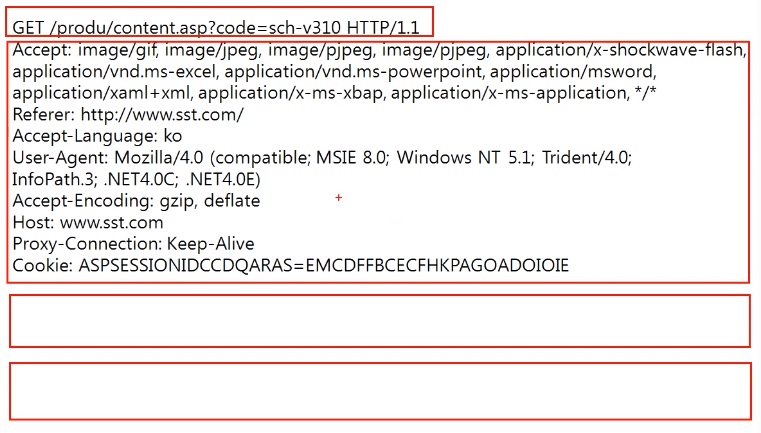 GET /produ/content.asp?code=sch-v310 HTTP/1.1
Accept: image/gif, image/jpeg, image/pjpeg, image/pjpeg, application/x-shockwave-flash,
application/vnd.ms-excel, application/vnd.ms-powerpoint, application/msword,
application/xaml+xml, application/x-ms-xbap, application/x-ms-application, */*
Referer: http://www.sst.com/
Accept-Language: ko
User-Agent: Mozilla/4.0 (compatible; MSIE 8.0; Windows NT 5.1; Trident/4.0;
InfoPath.3; .NET4.0C; .NET4.0E)
Accept-Encoding: gzip, deflate
Host: www.sst.com
Proxy-Connection: Keep-Alive
Cookie: ASPSESSIONIDCCDQARAS=EMCDFFBCECFHKPAGOADOIOIE